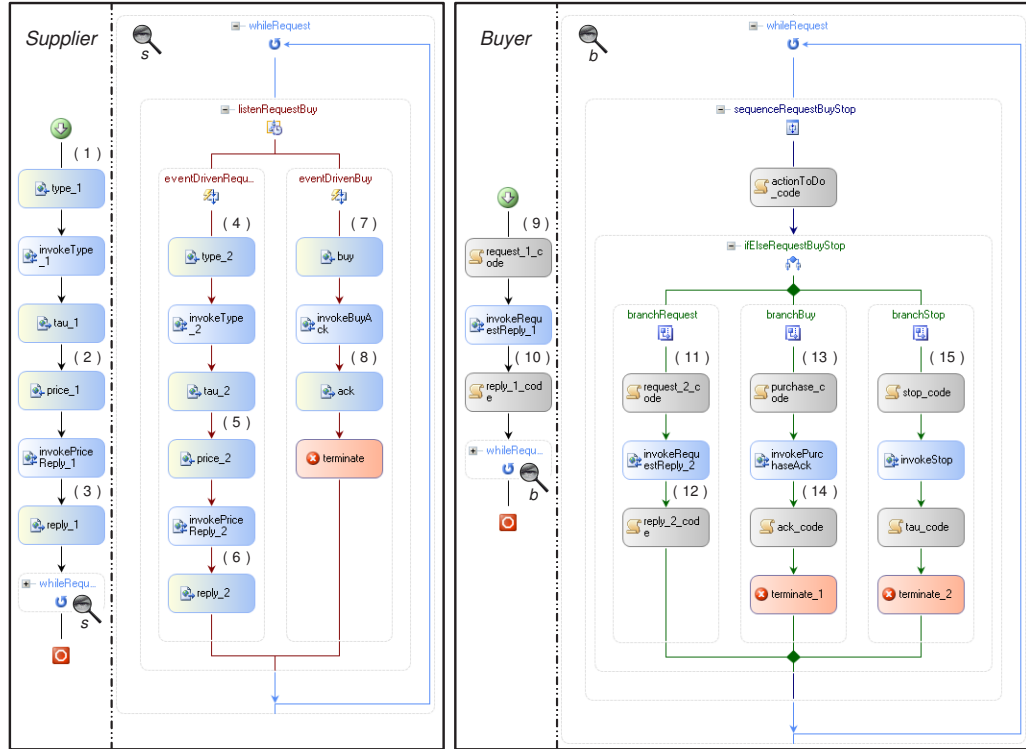 Supplier
( 1 )
type_1
invokeType
_1
tau_1
( 2 )
price_1
invokePrice
Reply_1
( 3 )
reply_1
whileRequ...
s
s
whileRequest
listenRequestBuy
eventDrivenRequ...
( 4 )
type_2
invokeType_
2
tau_2
( 5 )
price_2
invokePrice
Reply_2
( 6 )
reply_2
eventDrivenBuy
( 7 )
buy
invokeBuyA
ck
( 8 )
ack
terminate
Buyer
( 9 )
request_1_c
ode
invokeRequ
estReply_1
( 10 )
reply_1_cod
e
whileRequ...
b
b
whileRequest
sequenceRequestBuyStop
actionToDo
_code
ifElseRequestBuyStop
branchRequest
( 11 )
request_2_c
ode
invokeRequ
estReply_2
( 12 )
reply_2_cod
e
branchBuy
( 13 )
purchase_c
ode
invokePurc
haseAck
( 14 )
ack_code
terminate_1
branchStop
( 15 )
stop_code
invokeStop
tau_code
terminate_2